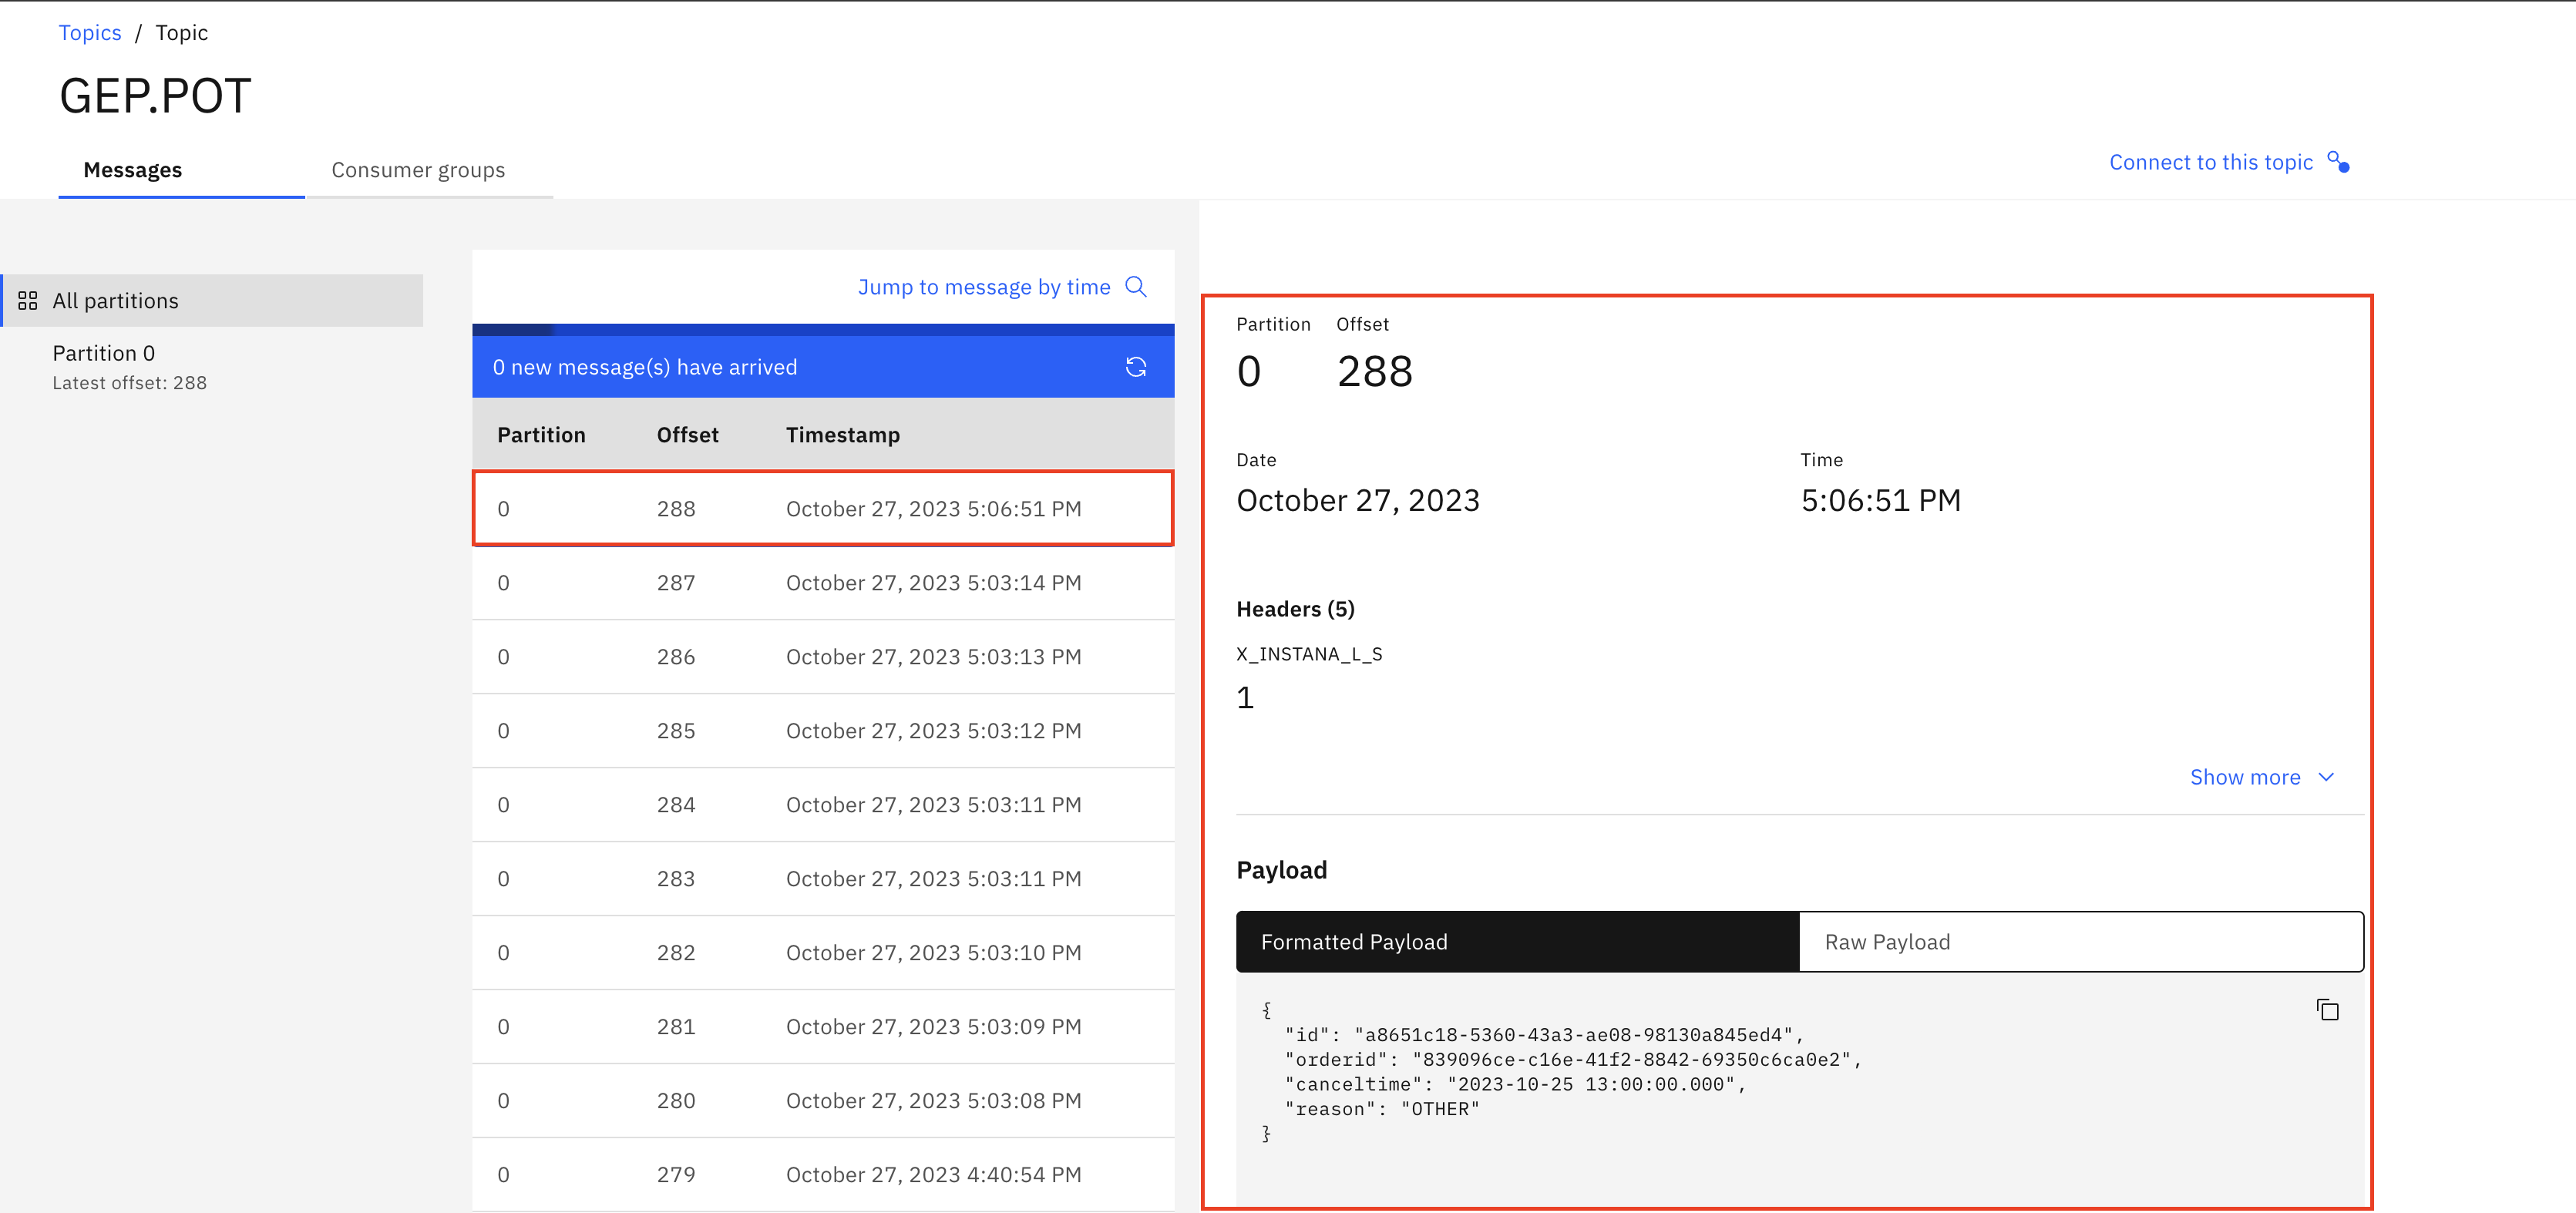 Topics / Topic
GEP.POT
Messages
Consumer groups
Connect to this topic
All partitions
Partition 0
Latest offset: 288
Jump to message by time
0 new message(s) have arrived
Partition Offset Timestamp
0 288 October 27, 2023 5:06:51 PM
0 287 October 27, 2023 5:03:14 PM
0 286 October 27, 2023 5:03:13 PM
0 285 October 27, 2023 5:03:12 PM
0 284 October 27, 2023 5:03:11 PM
0 283 October 27, 2023 5:03:11 PM
0 282 October 27, 2023 5:03:10 PM
0 281 October 27, 2023 5:03:09 PM
0 280 October 27, 2023 5:03:08 PM
0 279 October 27, 2023 4:40:54 PM
Partition Offset
0 288
Date Time
October 27, 2023 5:06:51 PM
Headers (5)
X_INSTANA_L_S
1
Show more
Payload
Formatted Payload Raw Payload
{
"id": "a8651c18-5360-43a3-ae08-98130a845ed4",
"orderid": "839096ce-c16e-41f2-8842-69350c6ca0e2",
"canceltime": "2023-10-25 13:00:00.000",
"reason": "OTHER"
}